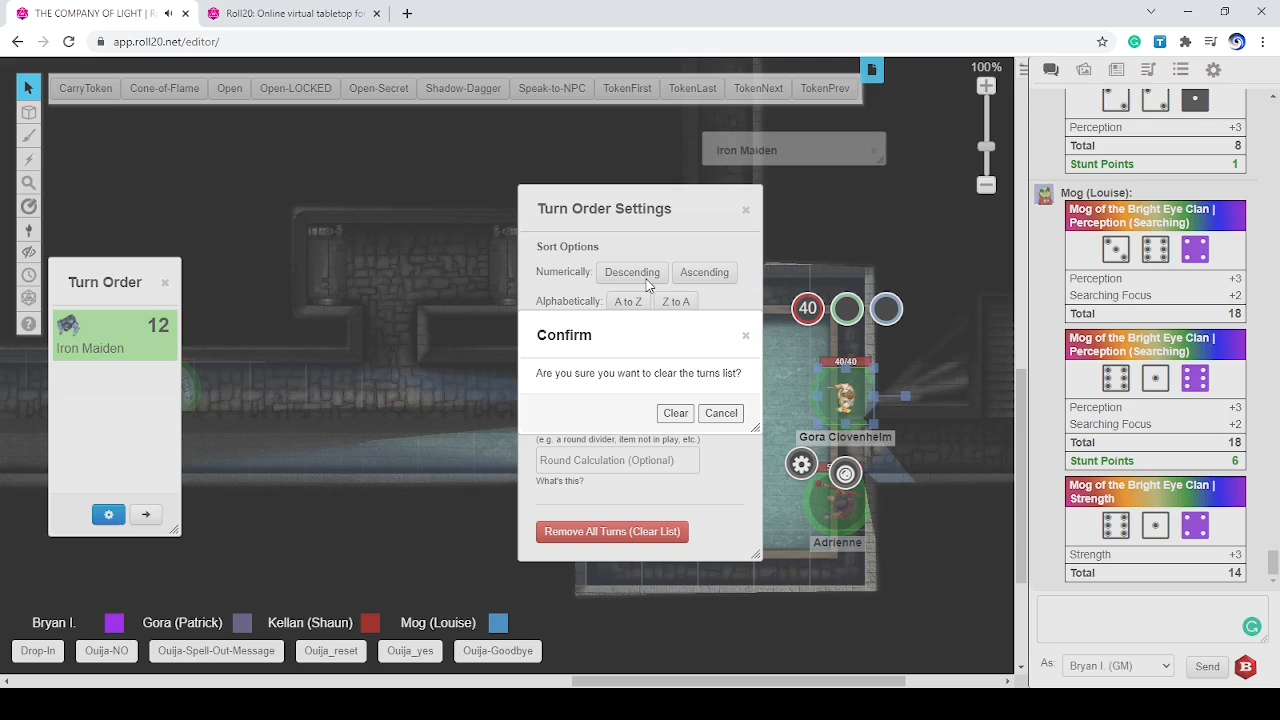 THE COMPANY OF LIGHT | R
Roll20: Online virtual tabletop for
app.roll20.net/editor/
CarryToken Cone-of-Flame Open Open-LOCKED Open-Secret Shadow-Dagger Speak-to-NPC TokenFirst TokenLast TokenNext TokenPrev
100%
Iron Maiden
Turn Order Settings
Sort Options
Numerically: Descending Ascending
Alphabetically: A to Z Z to A
Confirm
Are you sure you want to clear the turns list?
Clear Cancel
(e.g. a round divider, item not in play, etc.)
Round Calculation (Optional)
What's this?
Remove All Turns (Clear List)
Turn Order
12
Iron Maiden
40
40/40
Gora Clovenhelm
Adrienne
Bryan I. Gora (Patrick) Kellan (Shaun) Mog (Louise)
Drop-In Ouija-NO Ouija-Spell-Out-Message Ouija_reset Ouija_yes Ouija-Goodbye
Perception +3
Total 8
Stunt Points 1
Mog (Louise):
Mog of the Bright Eye Clan |
Perception (Searching)
Perception +3
Searching Focus +2
Total 18
Mog of the Bright Eye Clan |
Perception (Searching)
Perception +3
Searching Focus +2
Total 18
Stunt Points 6
Mog of the Bright Eye Clan |
Strength
Strength +3
Total 14
As: Bryan I. (GM) Send
B